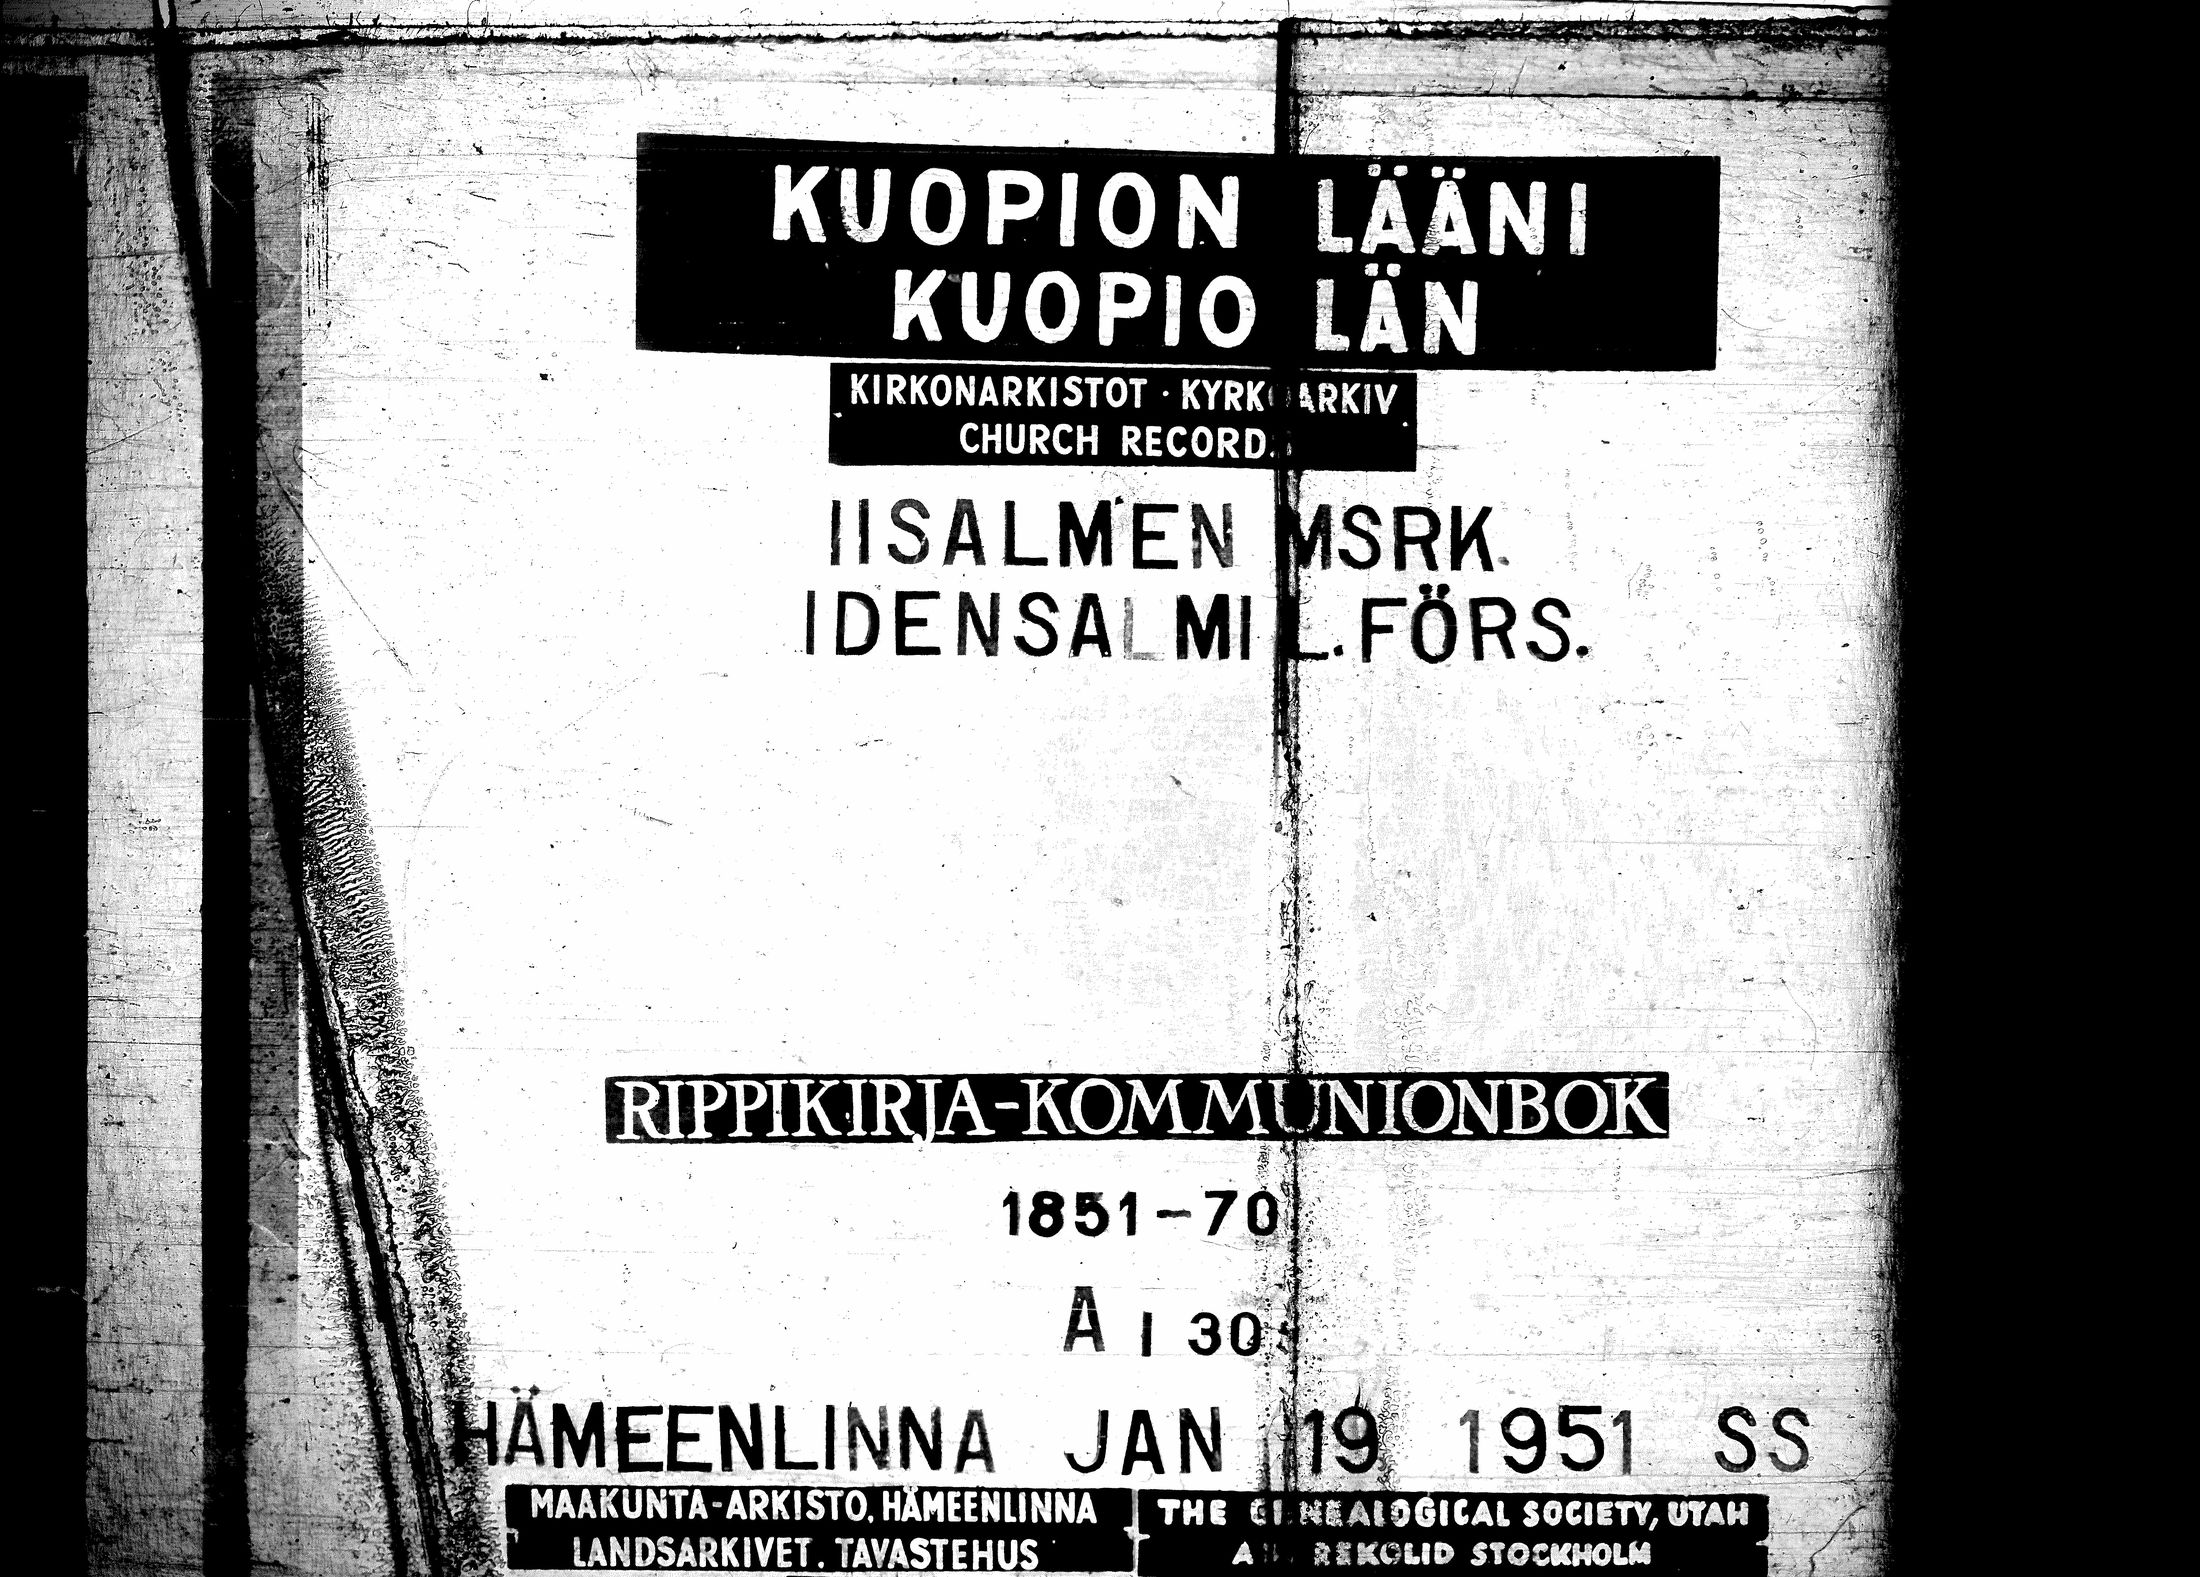 KUOPION LÄÄNI
KUOPIO LÄN
KIRKONARKISTOT · KYRKOARKIV
CHURCH RECORDS
IISALMEN MSRK.
IDENSALMI L. FÖRS.
RIPPIKIRJA-KOMMUNIONBOK
1851-70
A I 30
HÄMEENLINNA JAN 19 1951 SS
MAAKUNTA-ARKISTO, HÄMEENLINNA
LANDSARKIVET, TAVASTEHUS
THE GENEALOGICAL SOCIETY, UTAH
REKOLID STOCKHOLM